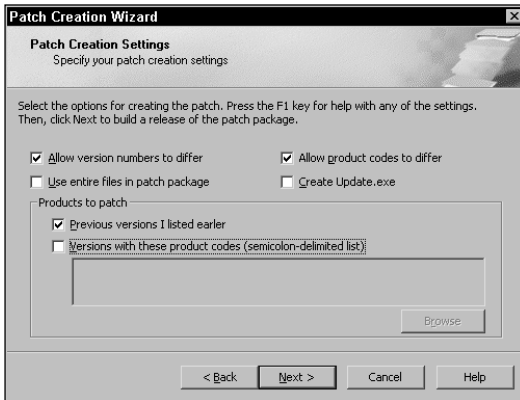 Patch Creation Wizard
Patch Creation Settings
Specify your patch creation settings
Select the options for creating the patch. Press the F1 key for help with any of the settings.
Then, click Next to build a release of the patch package.
Allow version numbers to differ
Allow product codes to differ
Use entire files in patch package
Create Update.exe
Products to patch
Previous versions I listed earler
Versions with these product codes (semicolon-delimited list)
Browse
< Back
Next >
Cancel
Help